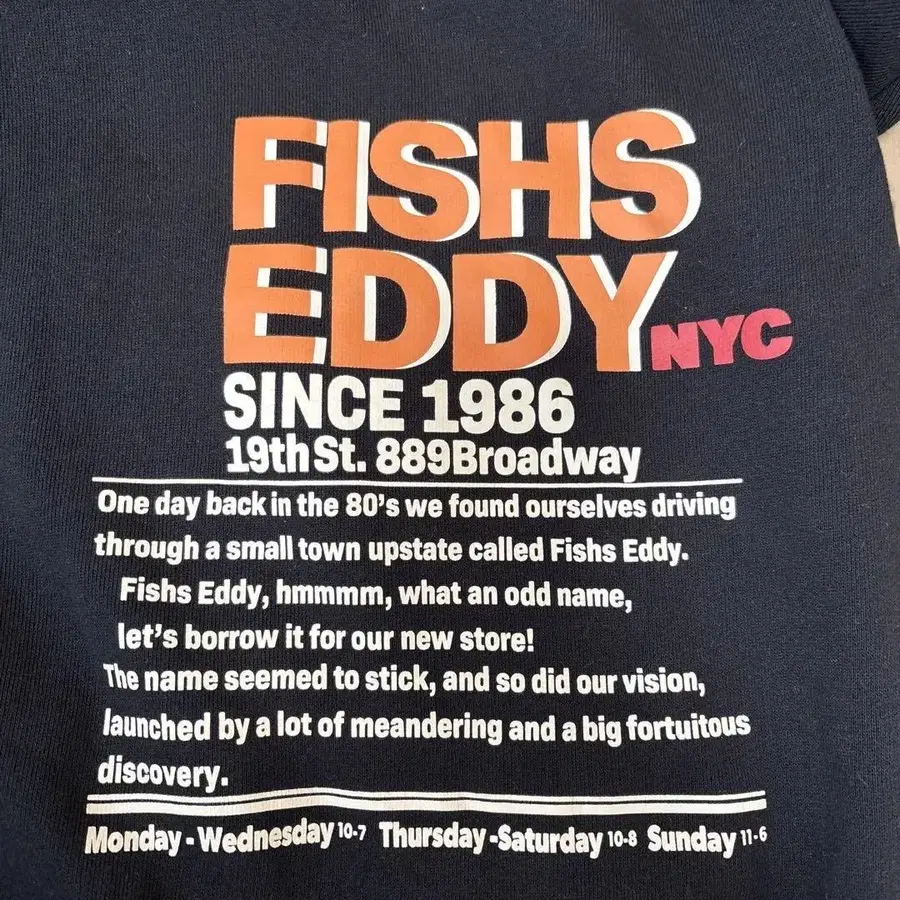 FISHS
EDDY NYC
SINCE 1986
19th St. 889Broadway
One day back in the 80's we found ourselves driving
through a small town upstate called Fishs Eddy.
Fishs Eddy, hmmmm, what an odd name,
let's borrow it for our new store!
The name seemed to stick, and so did our vision,
launched by a lot of meandering and a big fortuitous
discovery.
Monday - Wednesday 10-7 Thursday -Saturday 10-8 Sunday 11-6